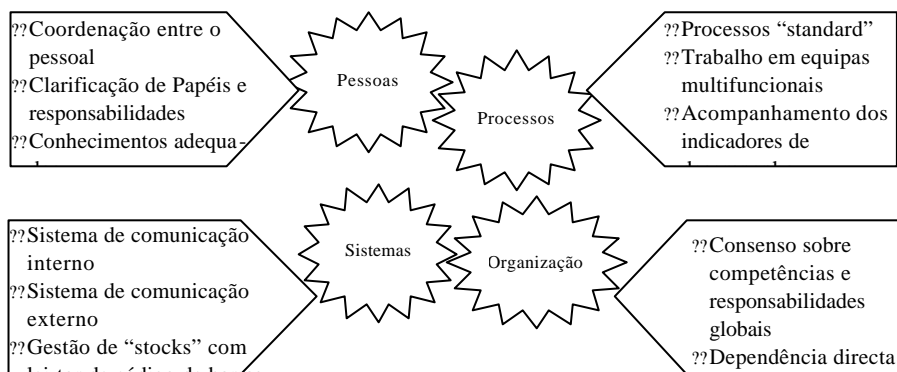 ??Coordenação entre o
pessoal
??Clarificação de Papéis e
responsabilidades
??Conhecimentos adequa-
Pessoas
Processos
??Processos “standard”
??Trabalho em equipas
multifuncionais
??Acompanhamento dos
indicadores de
??Sistema de comunicação
interno
??Sistema de comunicação
externo
??Gestão de “stocks” com
Sistemas
Organização
??Consenso sobre
competências e
responsabilidades
globais
??Dependência directa